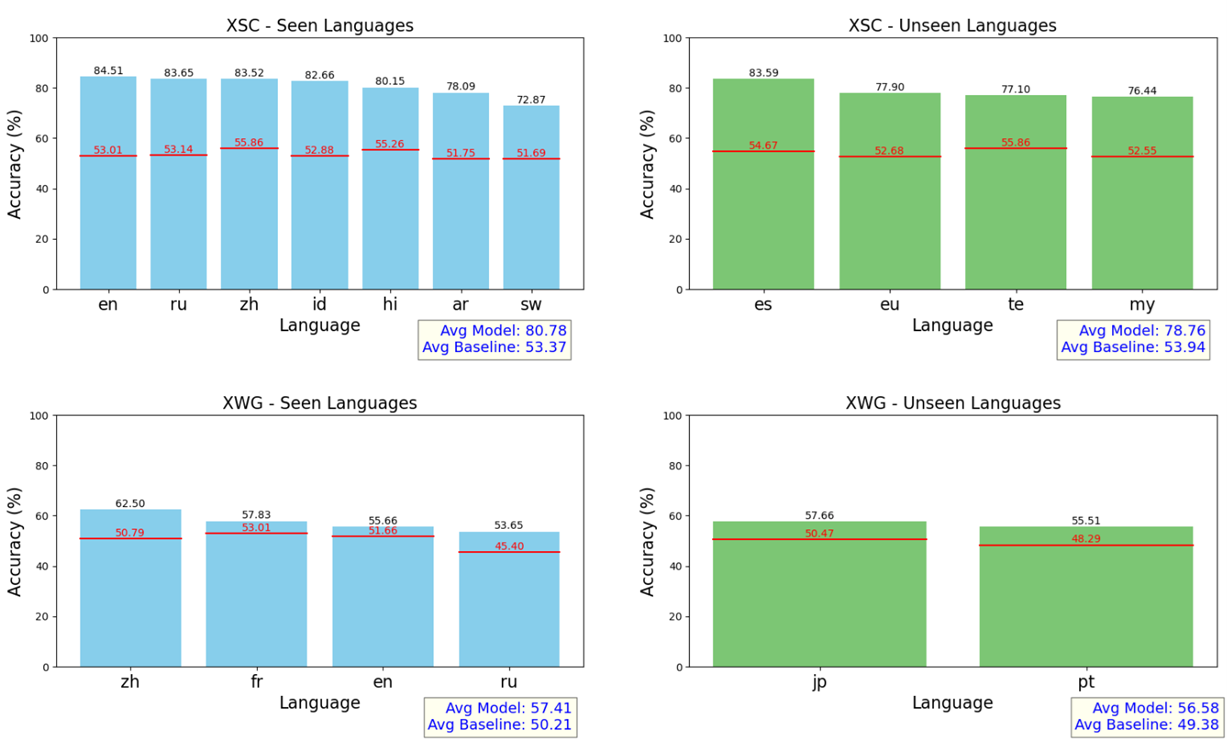 XSC - Seen Languages
Accuracy (%)
100
80
60
40
20
0
84.51 83.65 83.52 82.66 80.15 78.09 72.87
53.01 53.14 55.86 52.88 55.26 51.75 51.69
en ru zh id hi ar sw
Language
Avg Model: 80.78
Avg Baseline: 53.37
XSC - Unseen Languages
Accuracy (%)
100
80
60
40
20
0
83.59 77.90 77.10 76.44
54.67 52.68 55.86 52.55
es eu te my
Language
Avg Model: 78.76
Avg Baseline: 53.94
XWG - Seen Languages
Accuracy (%)
100
80
60
40
20
0
62.50 57.83 55.66 53.65
50.79 53.01 51.66 45.40
zh fr en ru
Language
Avg Model: 57.41
Avg Baseline: 50.21
XWG - Unseen Languages
Accuracy (%)
100
80
60
40
20
0
57.66 55.51
50.47 48.29
jp pt
Language
Avg Model: 56.58
Avg Baseline: 49.38